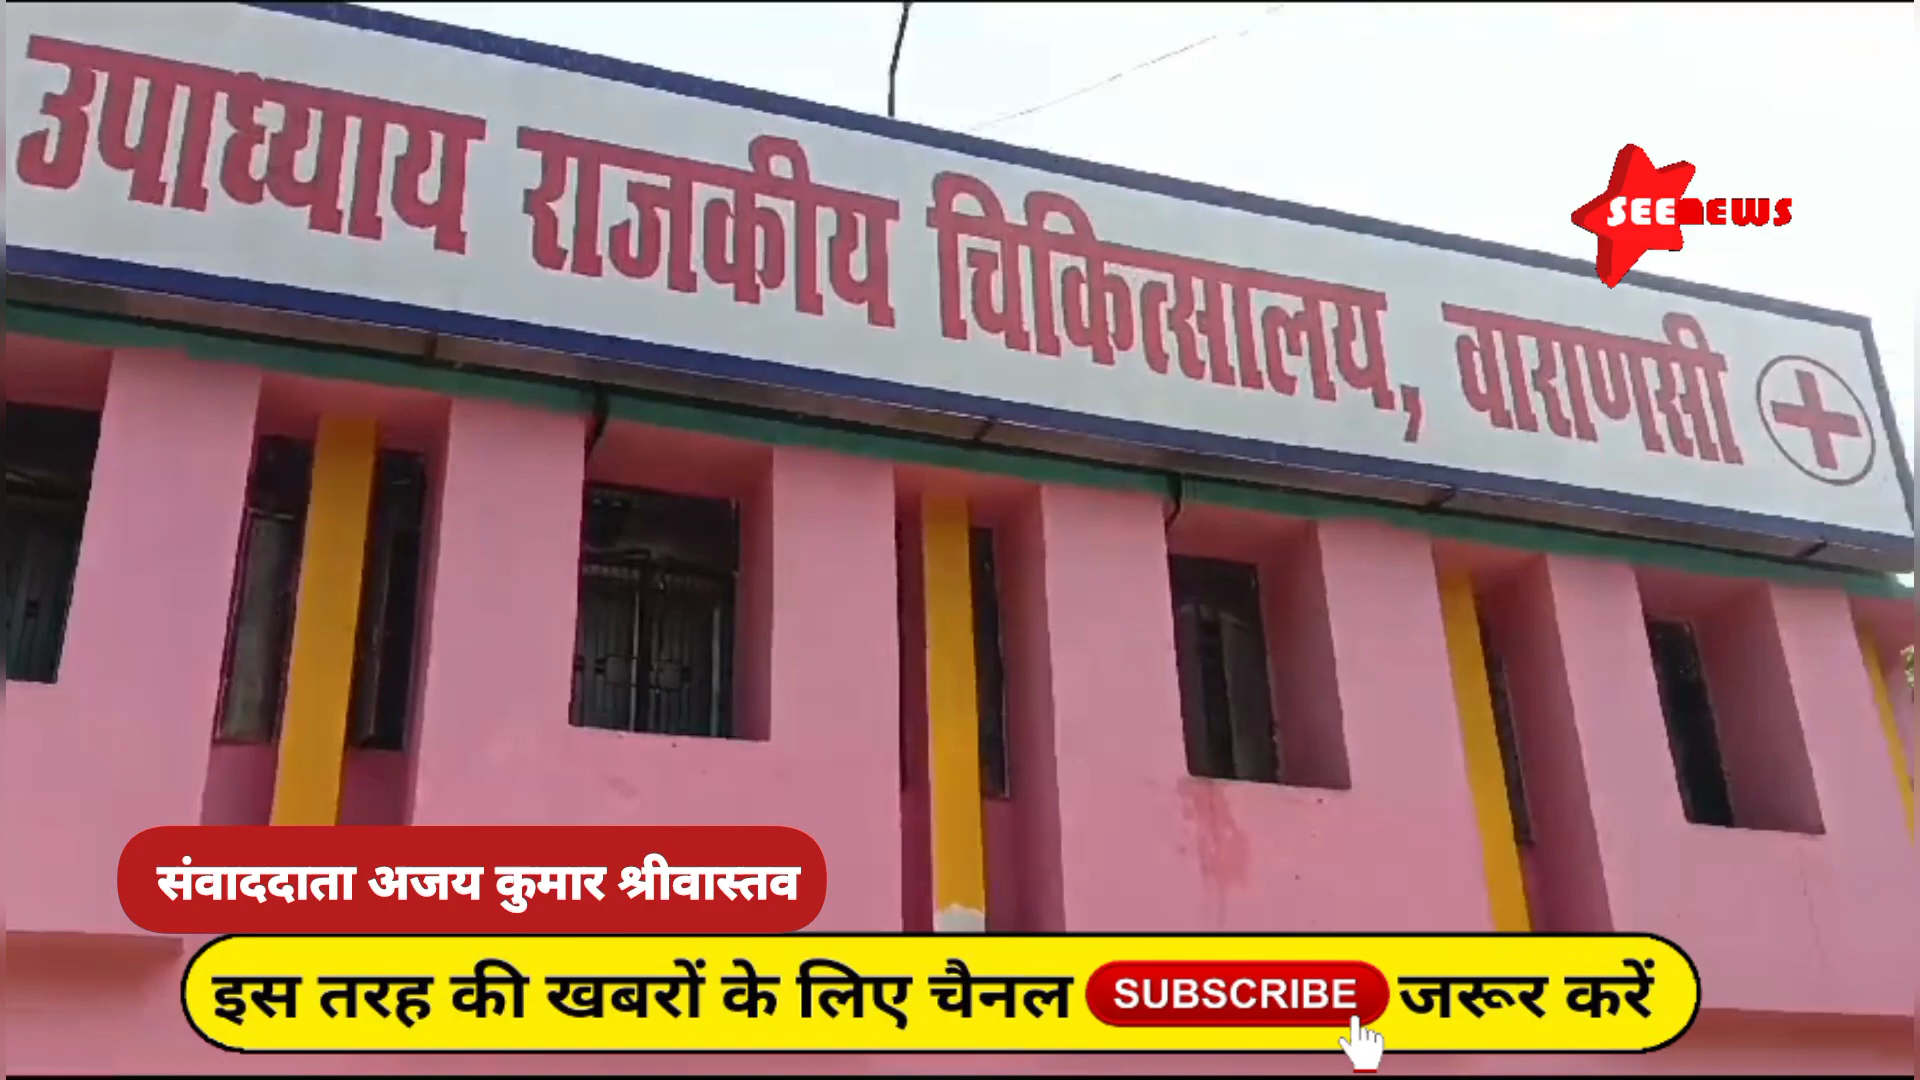 उपाध्याय राजकीय चिकित्सालय, वाराणसी
SEENEWS
संवाददाता अजय कुमार श्रीवास्तव
इस तरह की खबरों के लिए चैनल SUBSCRIBE जरूर करें